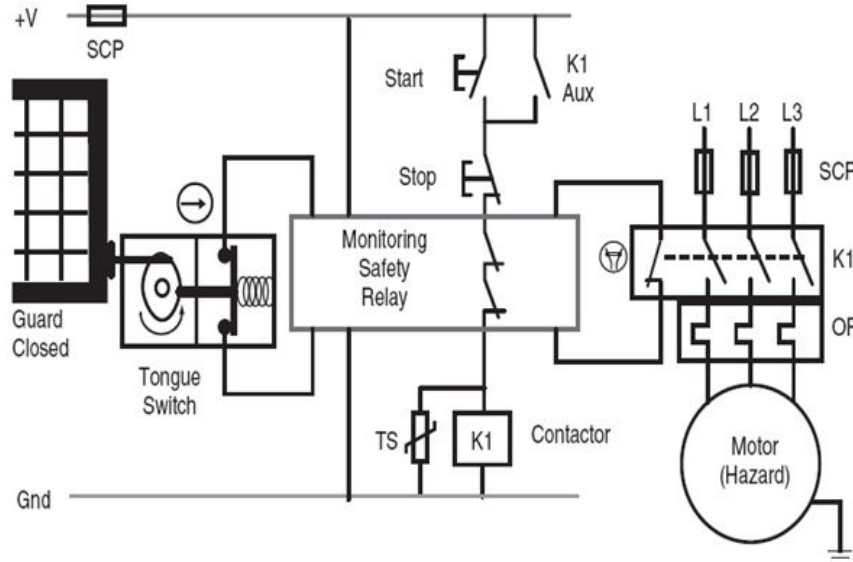 +V
SCP
Start
K1
Aux
L1 L2 L3
Stop
SCP
Monitoring
Safety
Relay
K1
Guard
Closed
OP
Tongue
Switch
TS
K1
Contactor
Motor
(Hazard)
Gnd